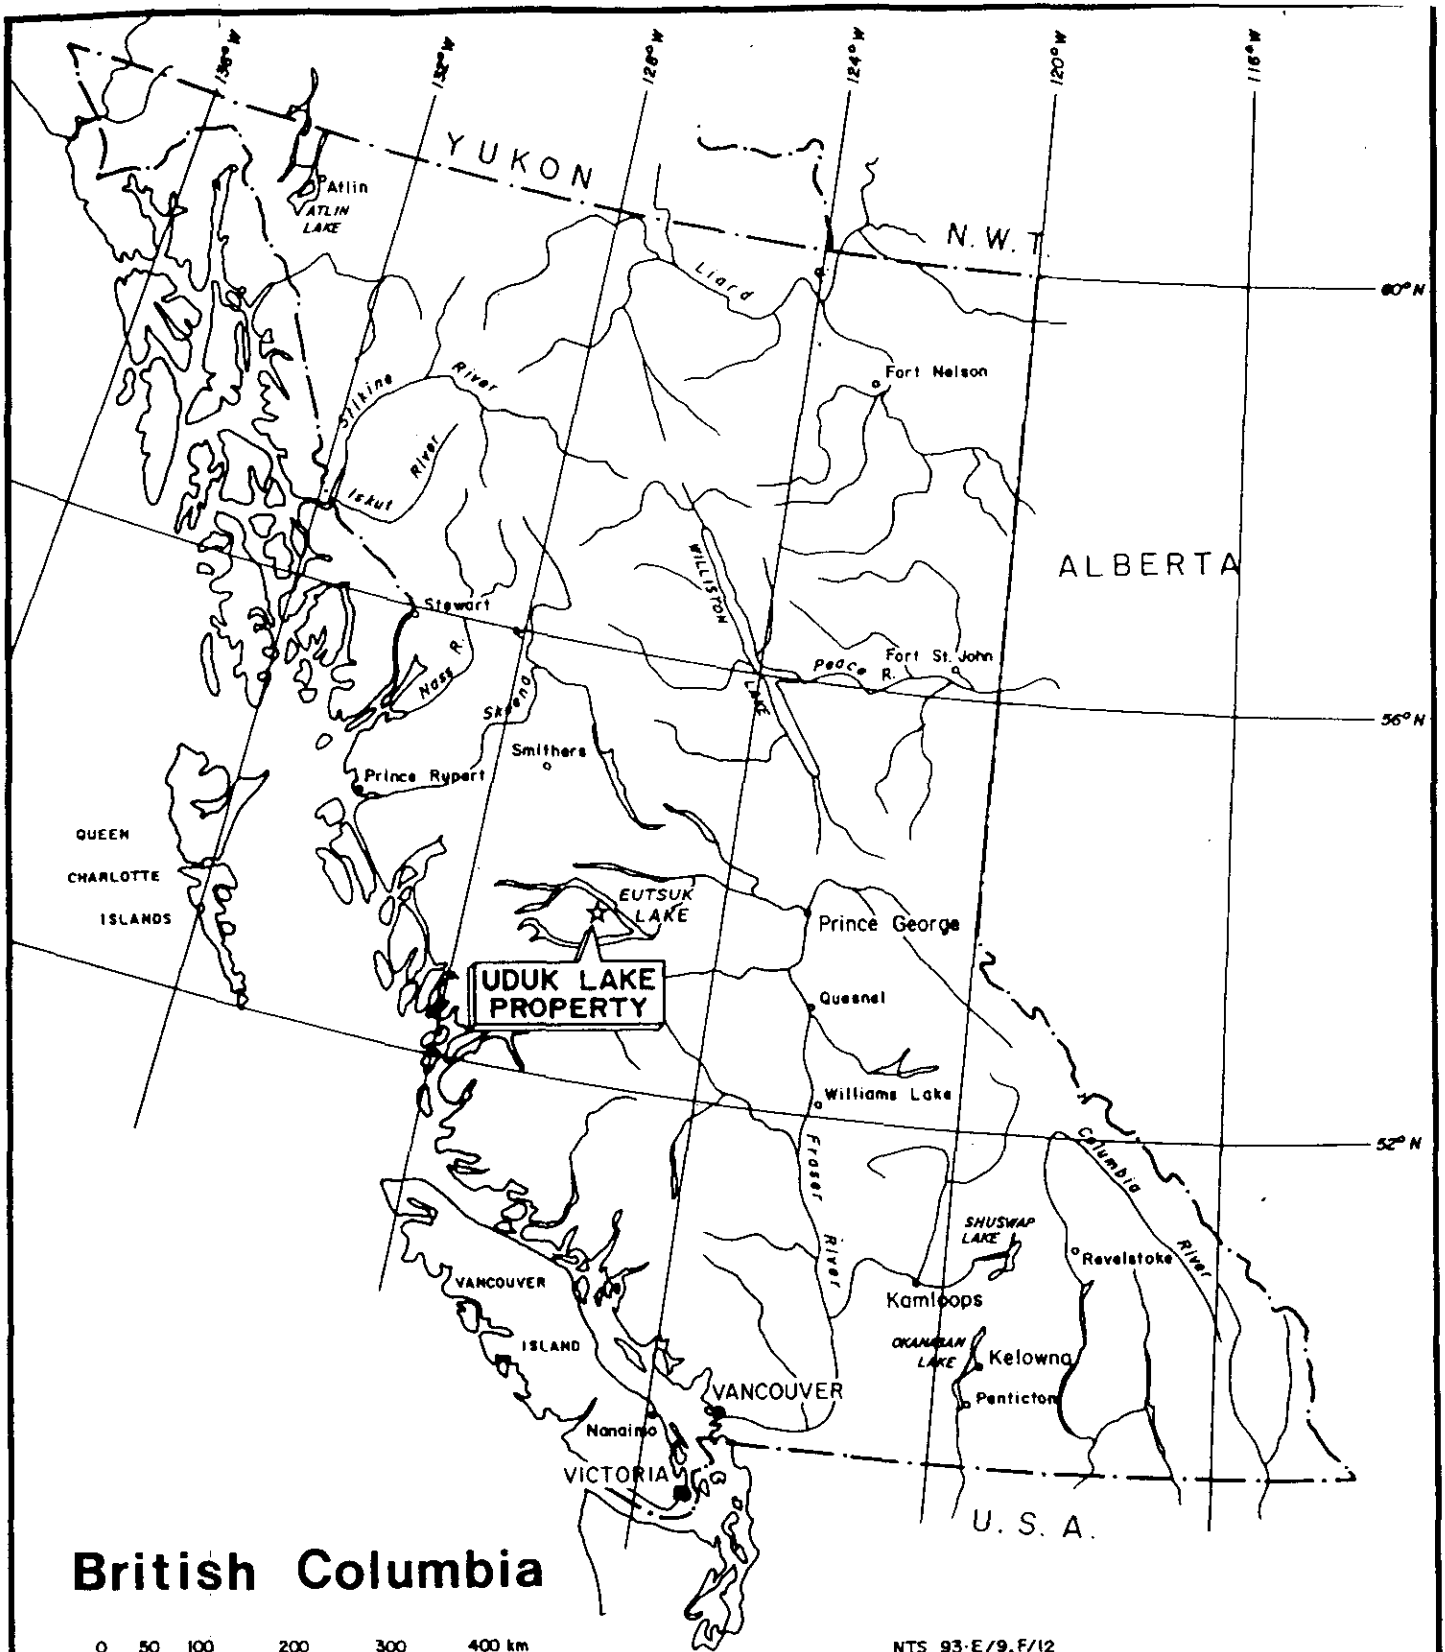 136° W
132° W
128° W
124° W
120° W
116° W
YUKON
N.W.T.
Atlin
ATLIN
LAKE
Liard
60° N
Fort Nelson
Stikine River
Iskut River
WILLISTON LAKE
ALBERTA
Stewart
Nass R.
Skeena
Peace R.
Fort St. John
56° N
Smithers
Prince Rypert
QUEEN
CHARLOTTE
ISLANDS
EUTSUK
LAKE
Prince George
UDUK LAKE
PROPERTY
Quesnel
Williams Lake
52° N
Columbia River
Fraser River
SHUSWAP
LAKE
Revelstoke
Kamloops
VANCOUVER
ISLAND
OKANAGAN
LAKE
Kelowna
Penticton
VANCOUVER
Nanaimo
VICTORIA
U.S.A.
British Columbia
0 50 100 200 300 400 km
NTS 93-E/9, F/12